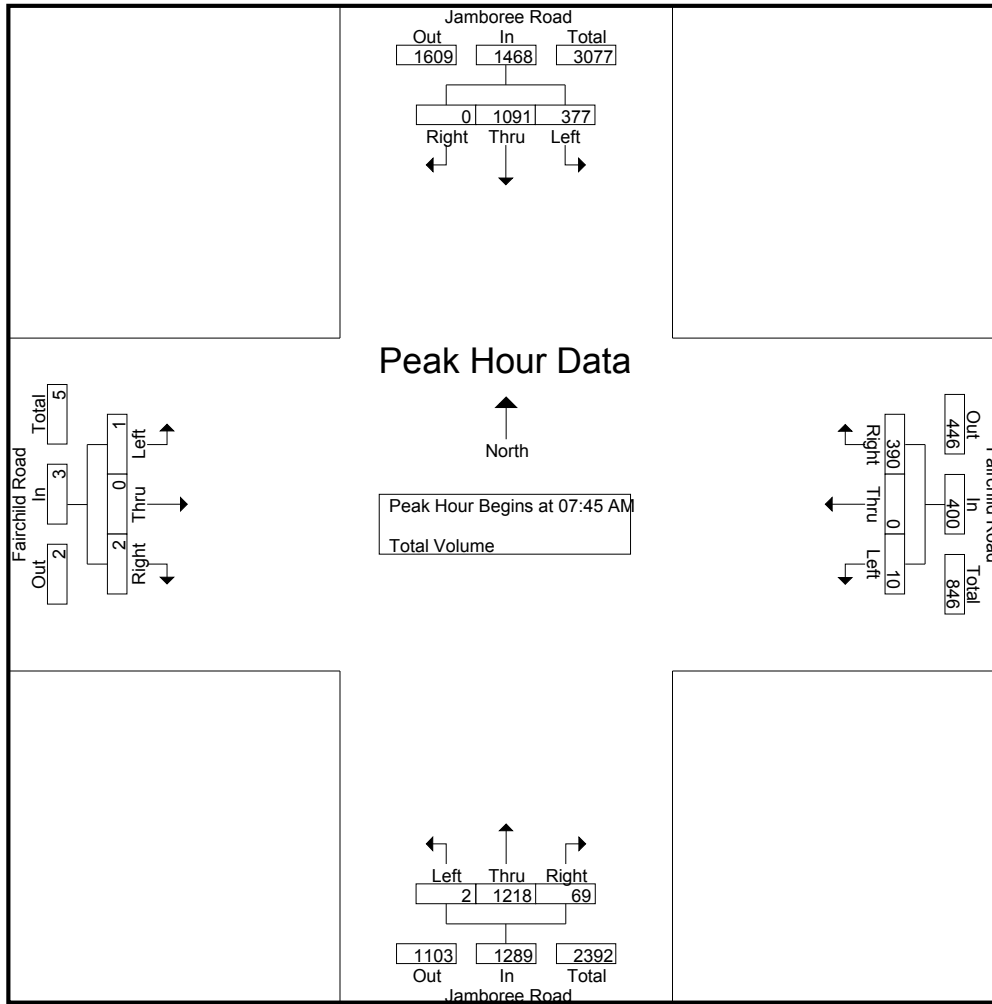 Jamboree Road
Out In Total
1609 1468 3077
0 1091 377
Right Thru Left
Peak Hour Data
North
Peak Hour Begins at 07:45 AM
Total Volume
Fairchild Road
Total In Out
5 3 2
1 0 2
Left Thru Right
Fairchild Road
Out In Total
446 400 846
390 0 10
Right Thru Left
Left Thru Right
2 1218 69
1103 1289 2392
Out In Total
Jamboree Road